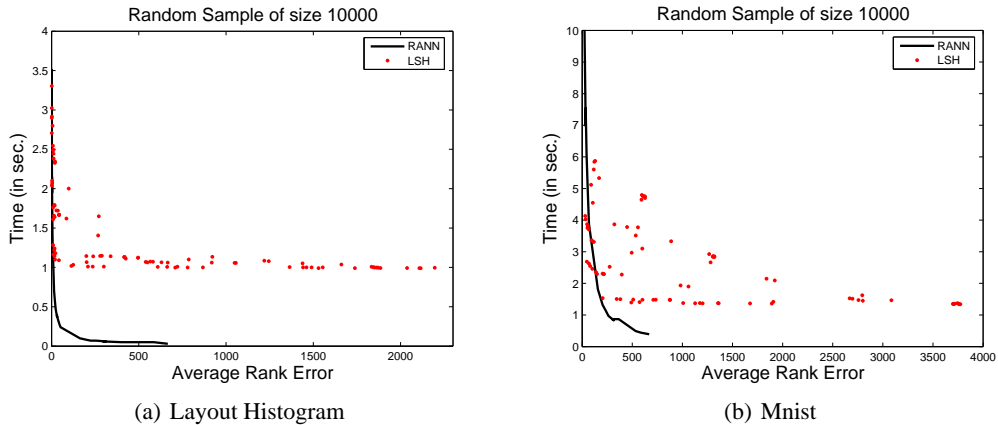 Random Sample of size 10000
4
3.5
3
2.5
2
1.5
1
0.5
0
RANN
LSH
Time (in sec.)
0 500 1000 1500 2000
Average Rank Error
(a) Layout Histogram
Random Sample of size 10000
10
9
8
7
6
5
4
3
2
1
0
RANN
LSH
Time (in sec.)
0 500 1000 1500 2000 2500 3000 3500 4000
Average Rank Error
(b) Mnist